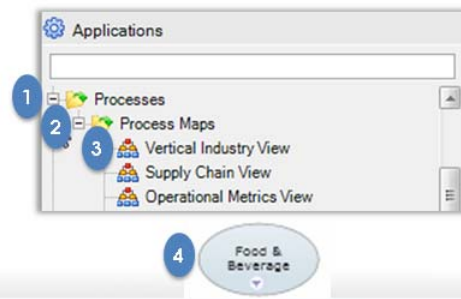 Applications
1 Processes
2 Process Maps
3 Vertical Industry View
Supply Chain View
Operational Metrics View
4 Food &
Beverage